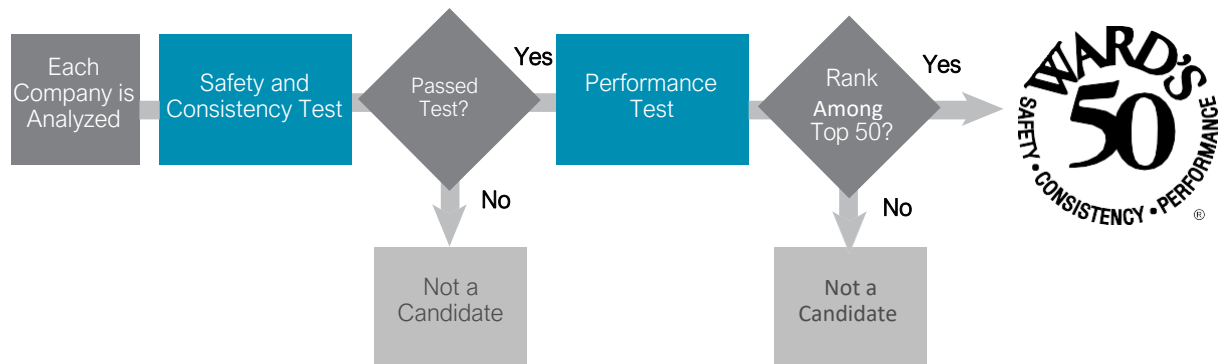 Each
Company is
Analyzed
Safety and
Consistency Test
Passed
Test?
Yes
No
Not a
Candidate
Performance
Test
Rank
Among
Top 50?
Yes
No
Not a
Candidate
WARD'S
50
SAFETY • CONSISTENCY • PERFORMANCE
®